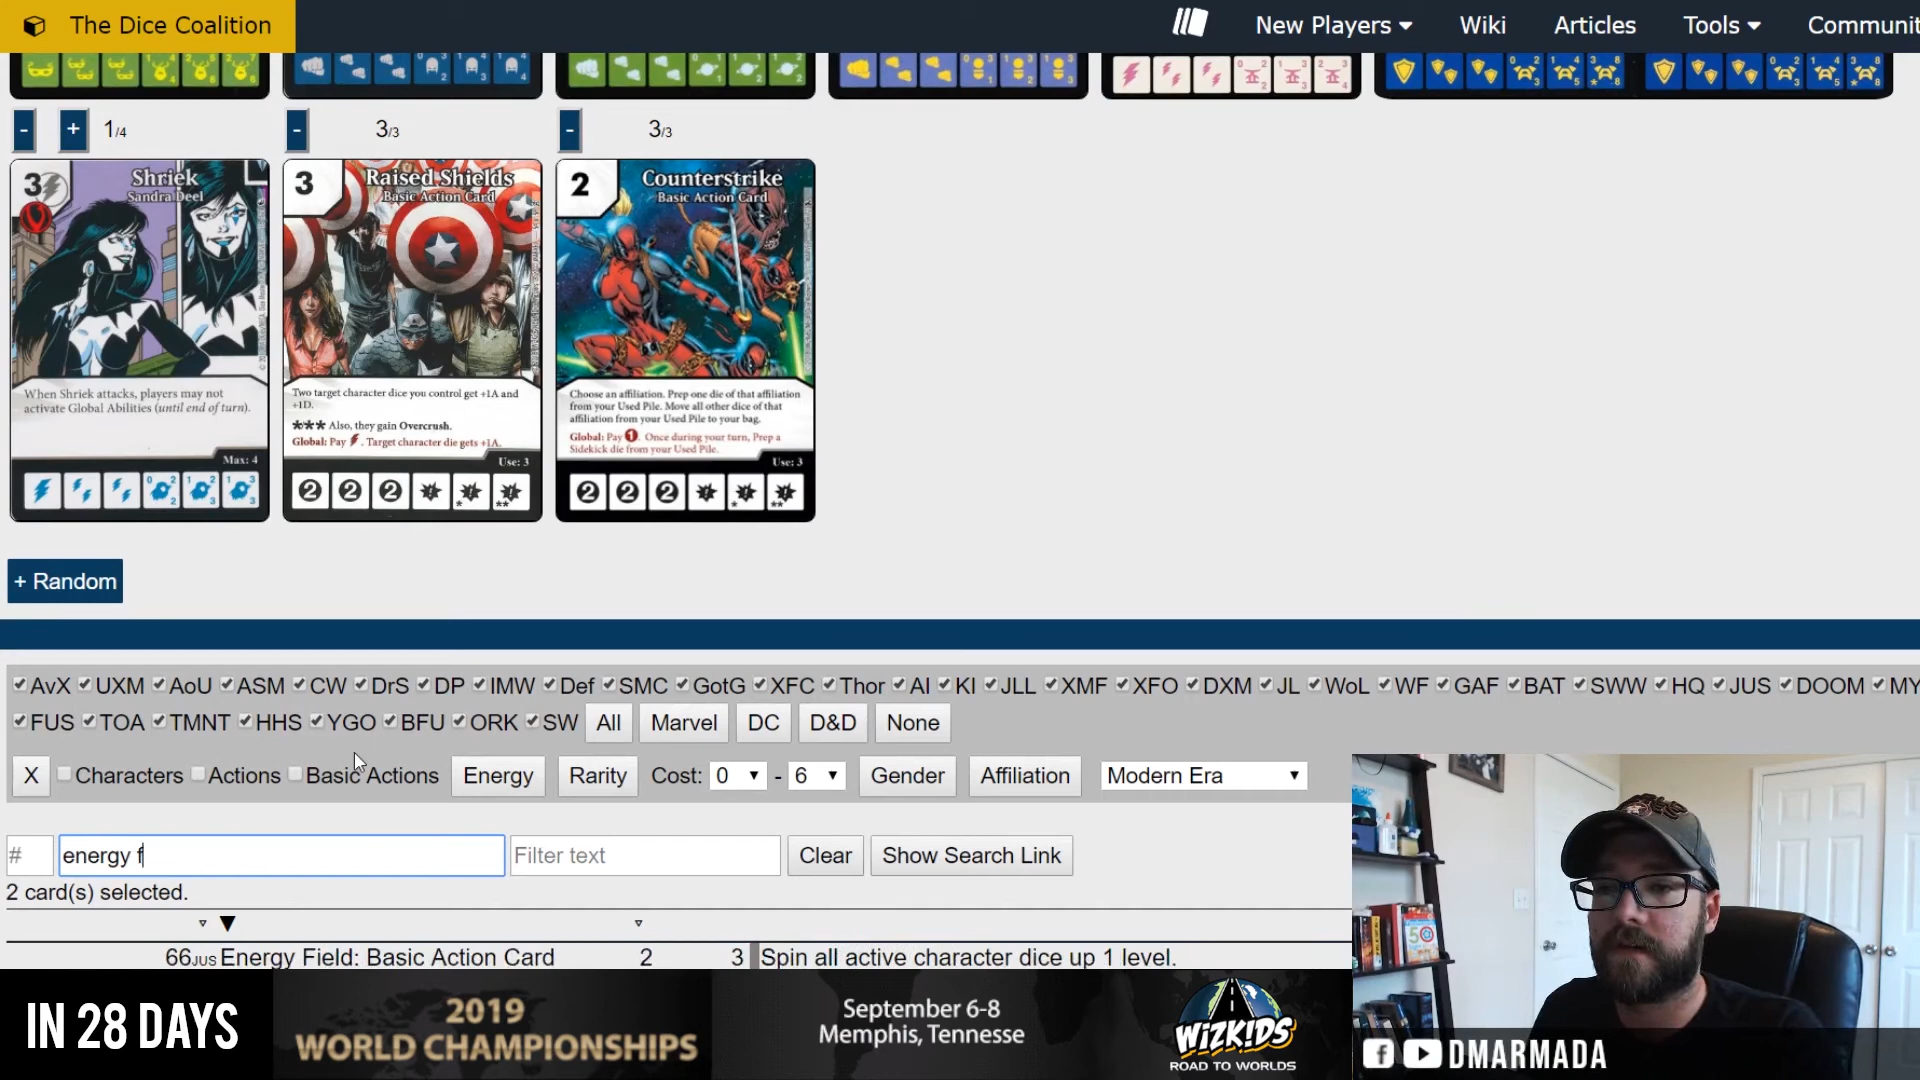 The Dice Coalition
New Players
Wiki
Articles
Tools
Communit
- + 1/4
- 3/3
- 3/3
3
Shriek
Sandra Deel
When Shriek attacks, players may not
activate Global Abilities (until end of turn).
Max: 4
3
Raised Shields
Basic Action Card
Two target character dice you control get +1A and
+1D.
*/** Also, they gain Overcrush.
Global: Pay . Target character die gets +1A.
Use: 3
2 2 2
2
Counterstrike
Basic Action Card
Choose an affiliation. Prep one die of that affiliation
from your Used Pile. Move all other dice of that
affiliation from your Used Pile to your bag.
Global: Pay 1. Once during your turn, Prep a
Sidekick die from your Used Pile.
Use: 3
2 2 2
+ Random
AvX UXM AoU ASM CW DrS DP IMW Def SMC GotG XFC Thor AI KI JLL XMF XFO DXM JL WoL WF GAF BAT SWW HQ JUS DOOM MY
FUS TOA TMNT HHS YGO BFU ORK SW All Marvel DC D&D None
X Characters Actions Basic Actions Energy Rarity Cost: 0 - 6 Gender Affiliation Modern Era
# energy f Filter text Clear Show Search Link
2 card(s) selected.
66JUS Energy Field: Basic Action Card 2 3 Spin all active character dice up 1 level.
IN 28 DAYS
2019
WORLD CHAMPIONSHIPS
September 6-8
Memphis, Tennessee
WIZKIDS
ROAD TO WORLDS
DMARMADA